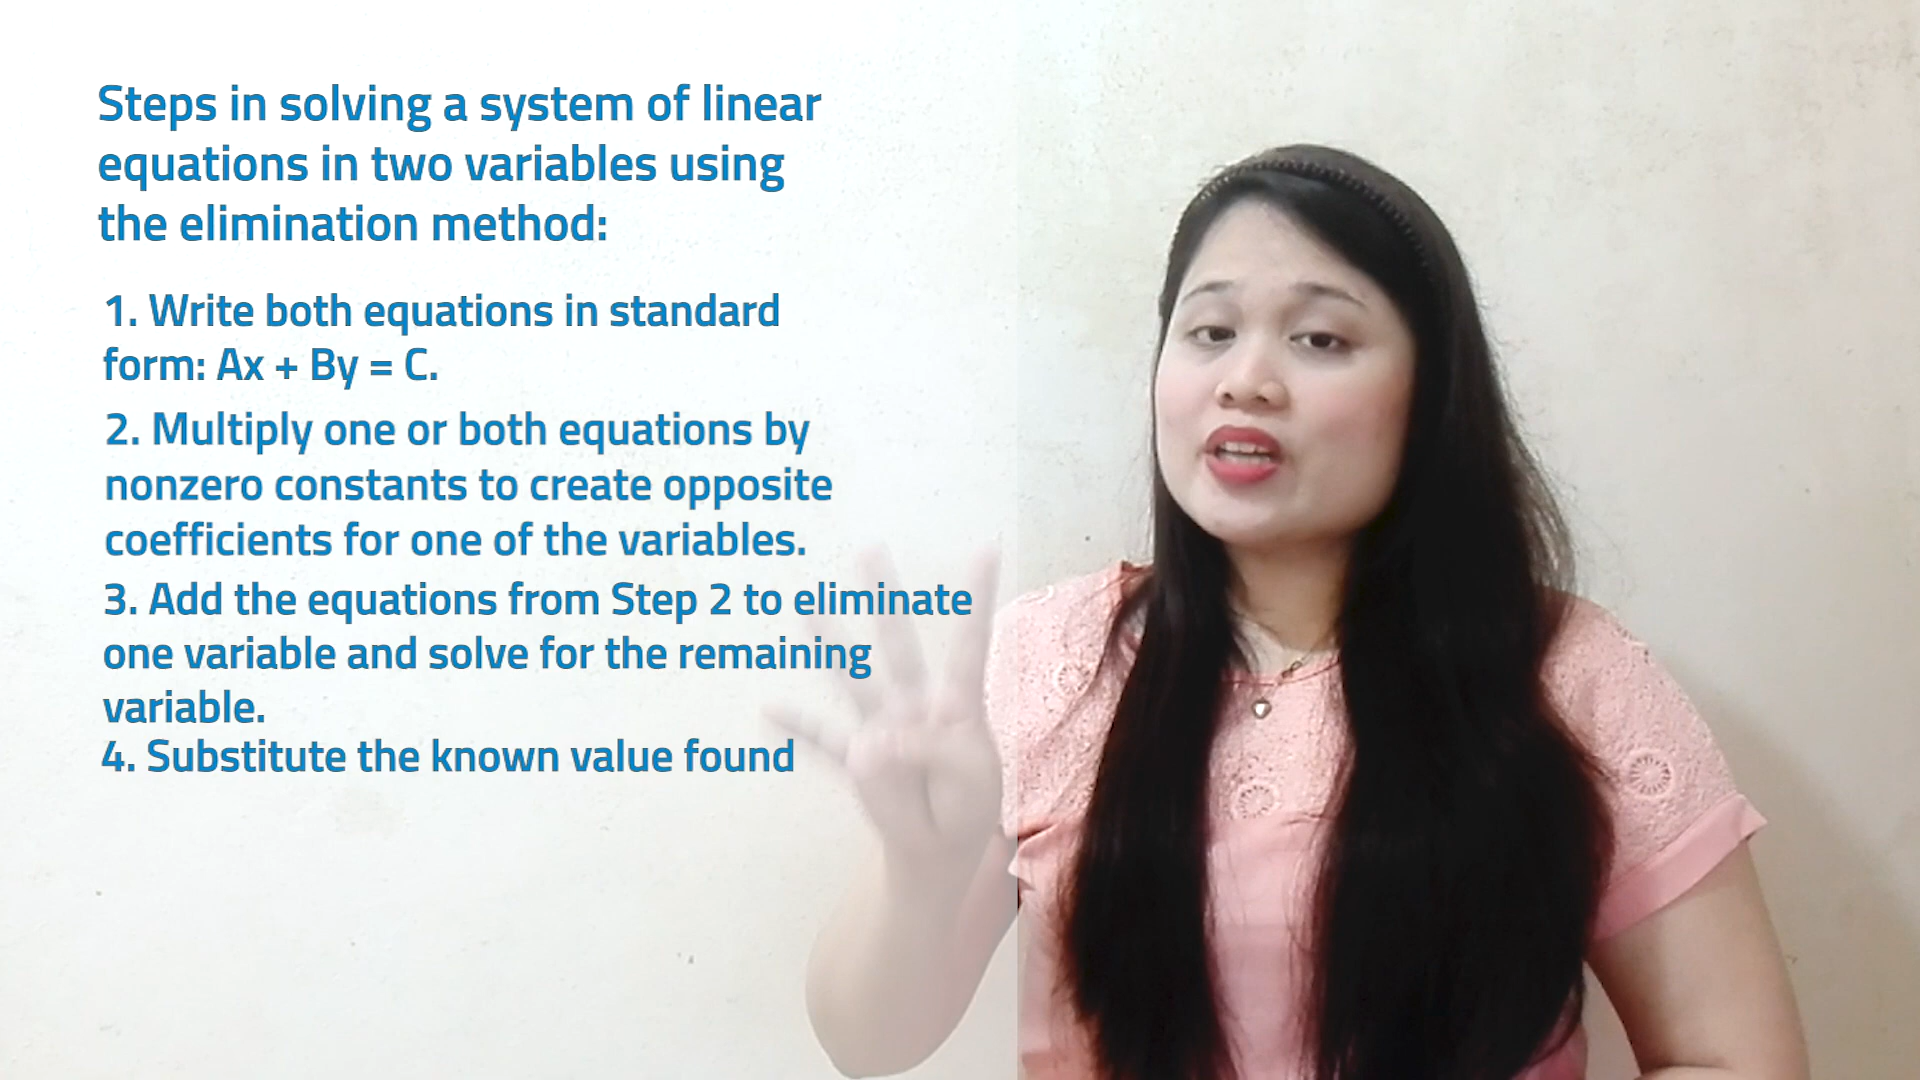 Steps in solving a system of linear
equations in two variables using
the elimination method:
1. Write both equations in standard
form: Ax + By = C.
2. Multiply one or both equations by
nonzero constants to create opposite
coefficients for one of the variables.
3. Add the equations from Step 2 to eliminate
one variable and solve for the remaining
variable.
4. Substitute the known value found